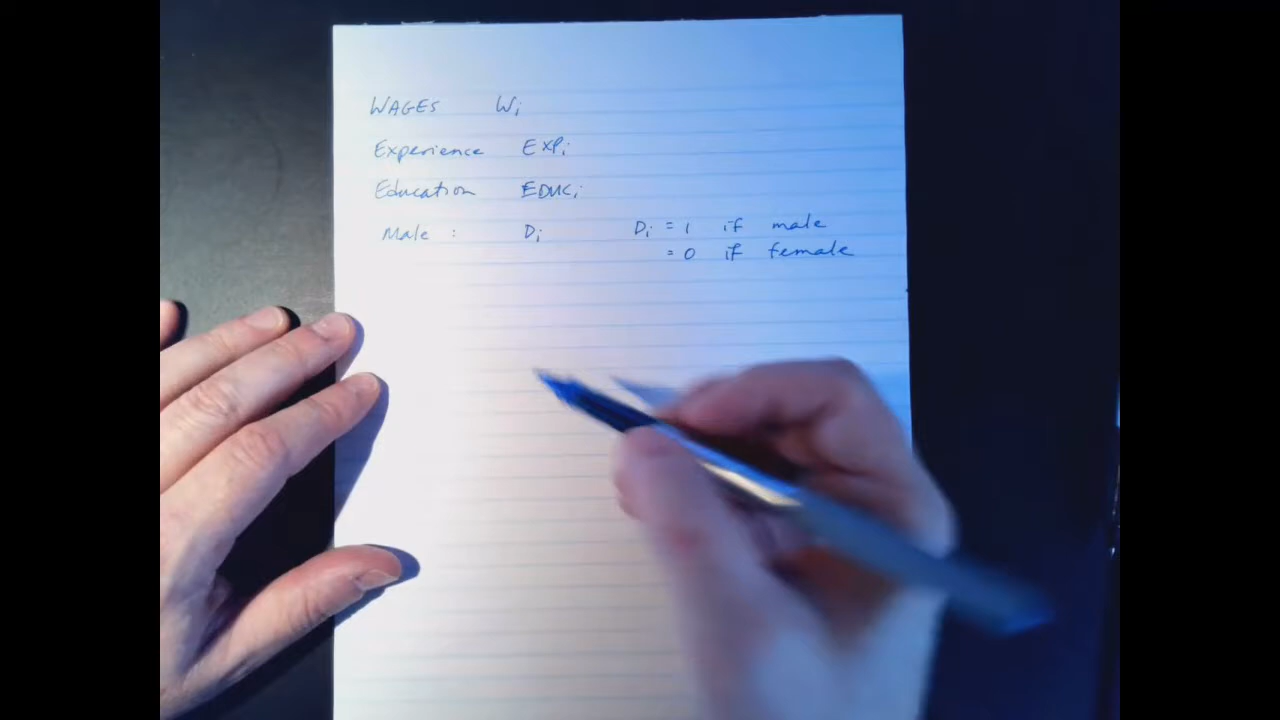 WAGES Wi
Experience EXPi
Education EDUCi
Male : Di Di = 1 if male
= 0 if female